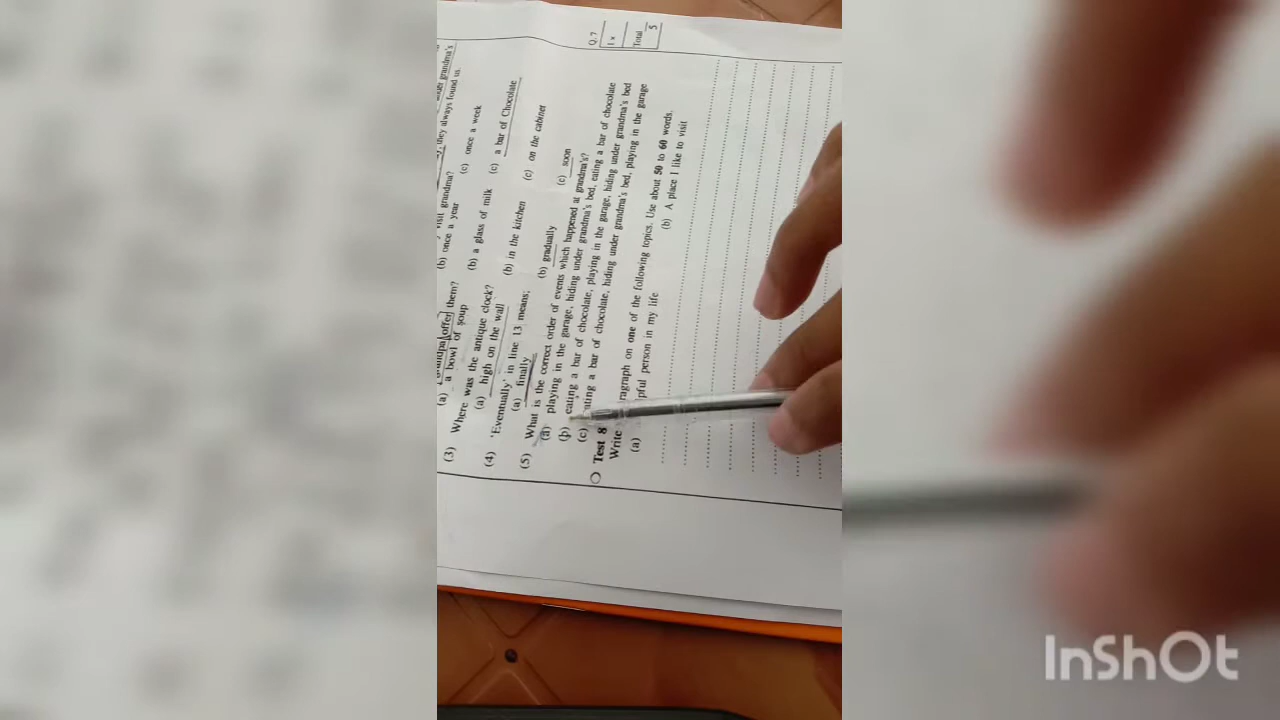 grandma's
they always found us.
visit grandma?
(b) once a year (c) once a week
offer them?
(a) a bowl of soup (b) a glass of milk (c) a bar of Chocolate
(3) Where was the antique clock?
(a) high on the wall (b) in the kitchen (c) on the cabinet
(4) 'Eventually' in line 13 means;
(a) finally (b) gradually (c) soon
(5) What is the correct order of events which happened at grandma's?
(a) playing in the garage, hiding under grandma's bed, eating a bar of chocolate
(b) eating a bar of chocolate, playing in the garage, hiding under grandma's bed
(c) eating a bar of chocolate, hiding under grandma's bed, playing in the garage
Test 8
Write ragraph on one of the following topics. Use about 50 to 60 words.
(a) pful person in my life (b) A place I like to visit
Q.7
1 x
Total 5
InShOt